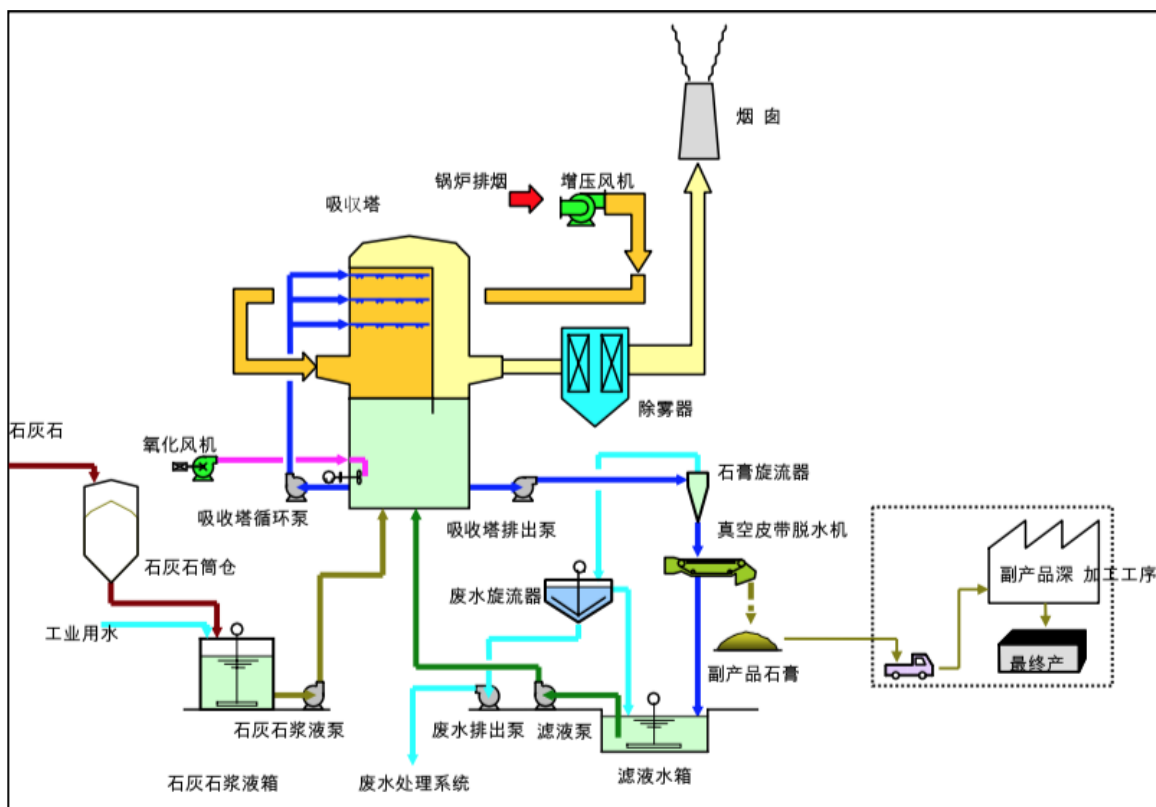 烟 囱
锅炉排烟
增压风机
吸收塔
除雾器
石灰石
氧化风机
石膏旋流器
吸收塔循环泵
吸收塔排出泵
真空皮带脱水机
石灰石筒仓
副产品深 加工工序
废水旋流器
工业用水
最终产
副产品石膏
石灰石浆液泵
废水排出泵
滤液泵
石灰石浆液箱
废水处理系统
滤液水箱